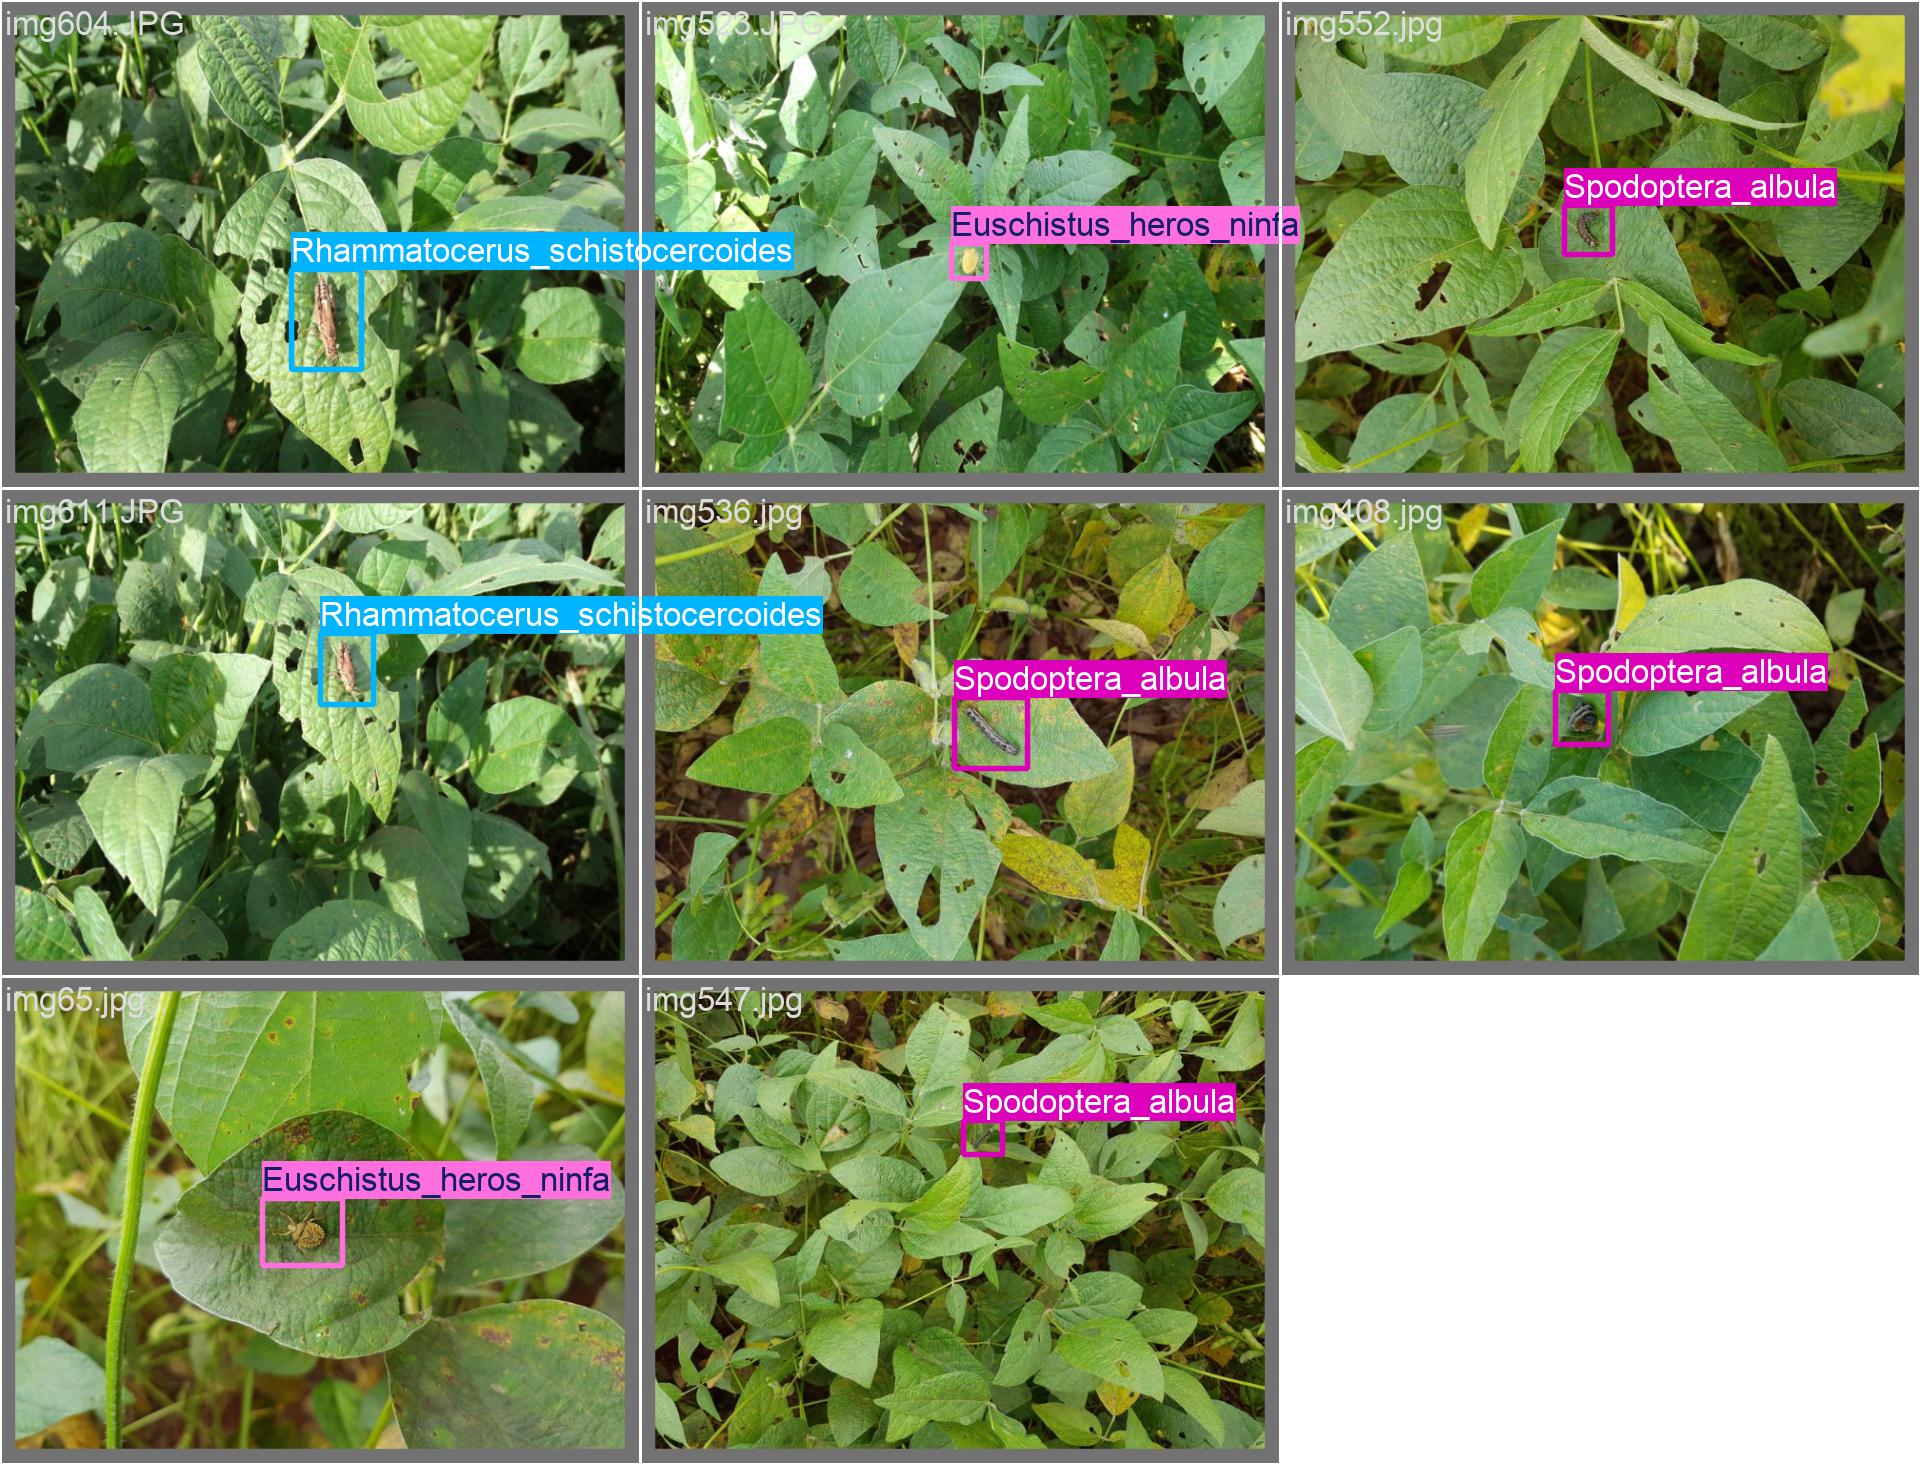 img604.JPG
img523.JPG
img552.jpg
Spodoptera_albula
Euschistus_heros_ninfa
Rhammatocerus_schistocercoides
img611.JPG
img536.jpg
img408.jpg
Rhammatocerus_schistocercoides
Spodoptera_albula
Spodoptera_albula
img65.jpg
img547.jpg
Spodoptera_albula
Euschistus_heros_ninfa